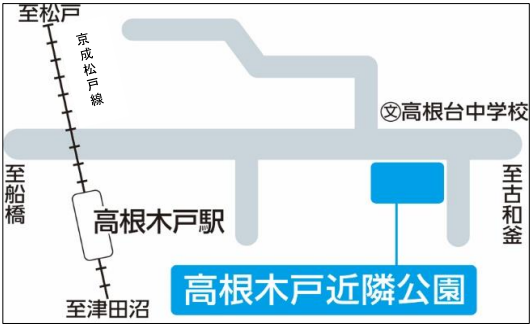 至松戸
京成松戸線
㊫高根台中学校
至船橋
至古和釜
高根木戸駅
高根木戸近隣公園
至津田沼